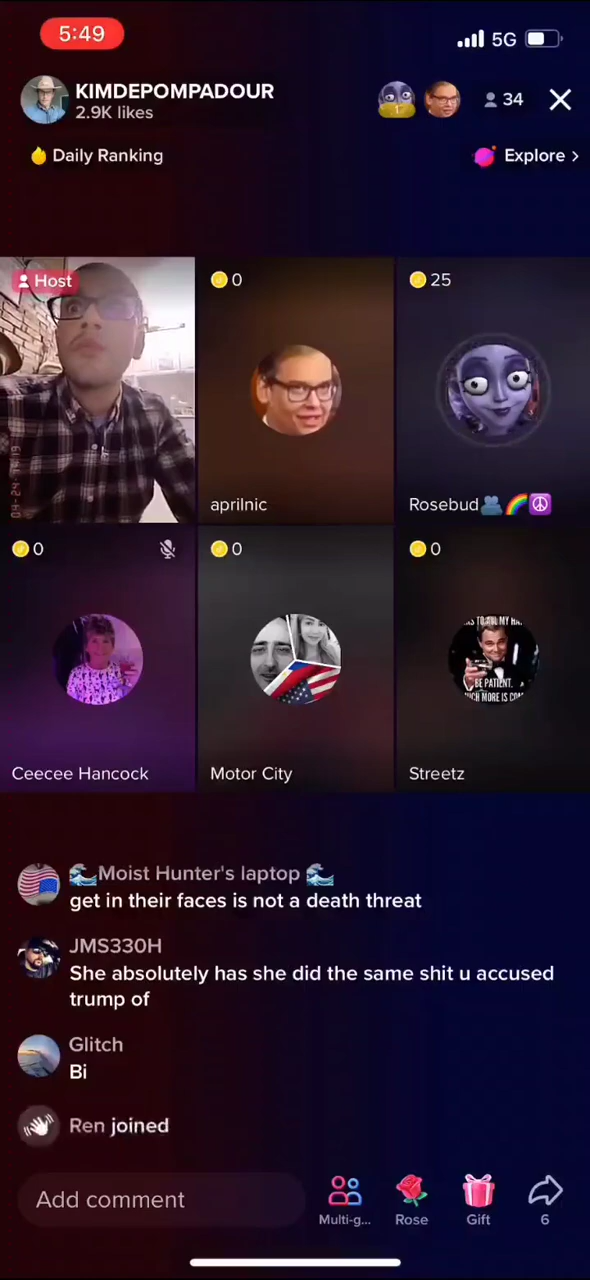 5:49
5G
KIMDEPOMPADOUR
2.9K likes
34
Daily Ranking
Explore >
Host
0
25
aprilnic
Rosebud👥🌈☮️
0
0
0
BE PATIENT.
Ceecee Hancock
Motor City
Streetz
🌊Moist Hunter's laptop 🌊
get in their faces is not a death threat
JMS330H
She absolutely has she did the same shit u accused
trump of
Glitch
Bi
Ren joined
Add comment
Multi-g...
Rose
Gift
6